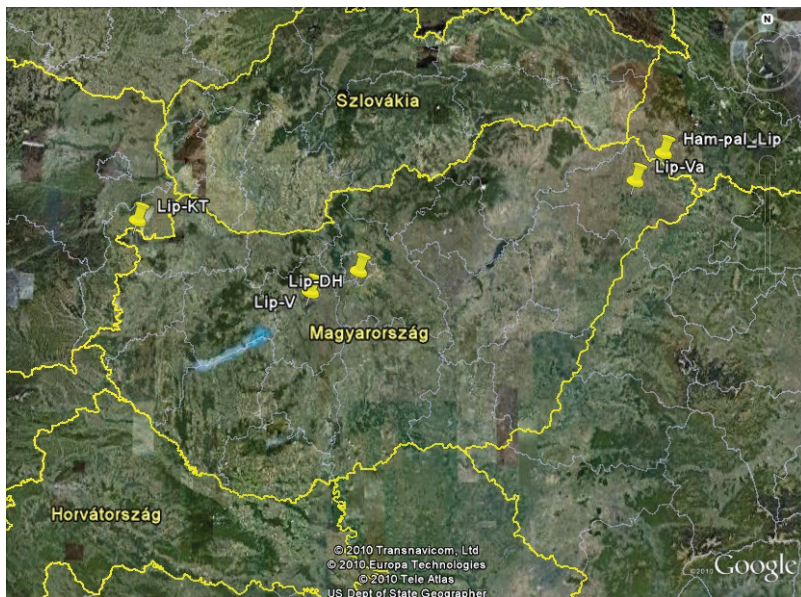 N
Szlovákia
Ham-pal_Lip
Lip-Va
Lip-KT
Lip-DH
Lip-V
Magyarország
Horvátország
© 2010 Transnavicom, Ltd
© 2010 Europa Technologies
© 2010 Tele Atlas
US Dept of State Geographer
©2010 Google